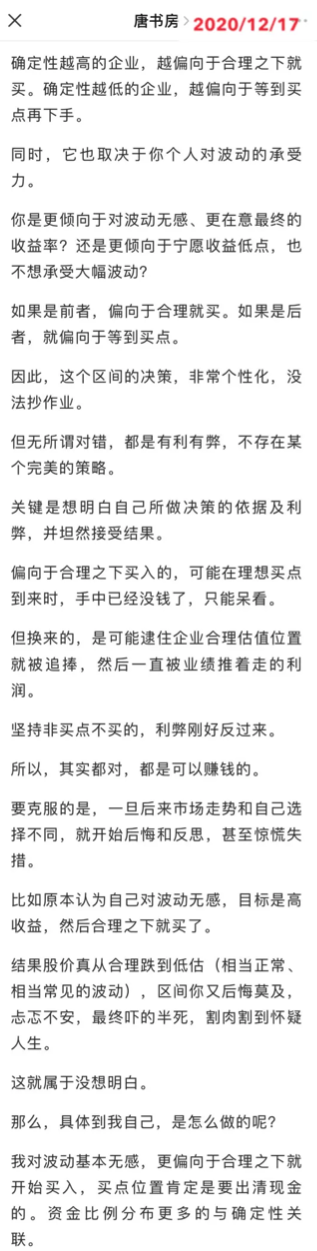 唐书房
2020/12/17
确定性越高的企业，越偏向于合理之下就
买。确定性越低的企业，越偏向于等到买
点再下手。
同时，它也取决于你个人对波动的承受
力。
你是更倾向于对波动无感、更在意最终的
收益率？还是更倾向于宁愿收益低点，也
不想承受大幅波动？
如果是前者，偏向于合理就买。如果是后
者，就偏向于等到买点。
因此，这个区间的决策，非常个性化，没
法抄作业。
但无所谓对错，都是有利有弊，不存在某
个完美的策略。
关键是想明白自己所做决策的依据及利
弊，并坦然接受结果。
偏向于合理之下买入的，可能在理想买点
到来时，手中已经没钱了，只能呆看。
但换来的，是可能逮住企业合理估值位置
就被追捧，然后一直被业绩推着走的利
润。
坚持非买点不买的，利弊刚好反过来。
所以，其实都对，都是可以赚钱的。
要克服的是，一旦后来市场走势和自己选
择不同，就开始后悔和反思，甚至惊慌失
措。
比如原本认为自己对波动无感，目标是高
收益，然后合理之下就买了。
结果股价真从合理跌到低估（相当正常、
相当常见的波动），区间你又后悔莫及，
忐忑不安，最终吓的半死，割肉割到怀疑
人生。
这就属于没想明白。
那么，具体到我自己，是怎么做的呢？
我对波动基本无感，更偏向于合理之下就
开始买入，买点位置肯定是要出清现金
的。资金比例分布更多的与确定性关
联。